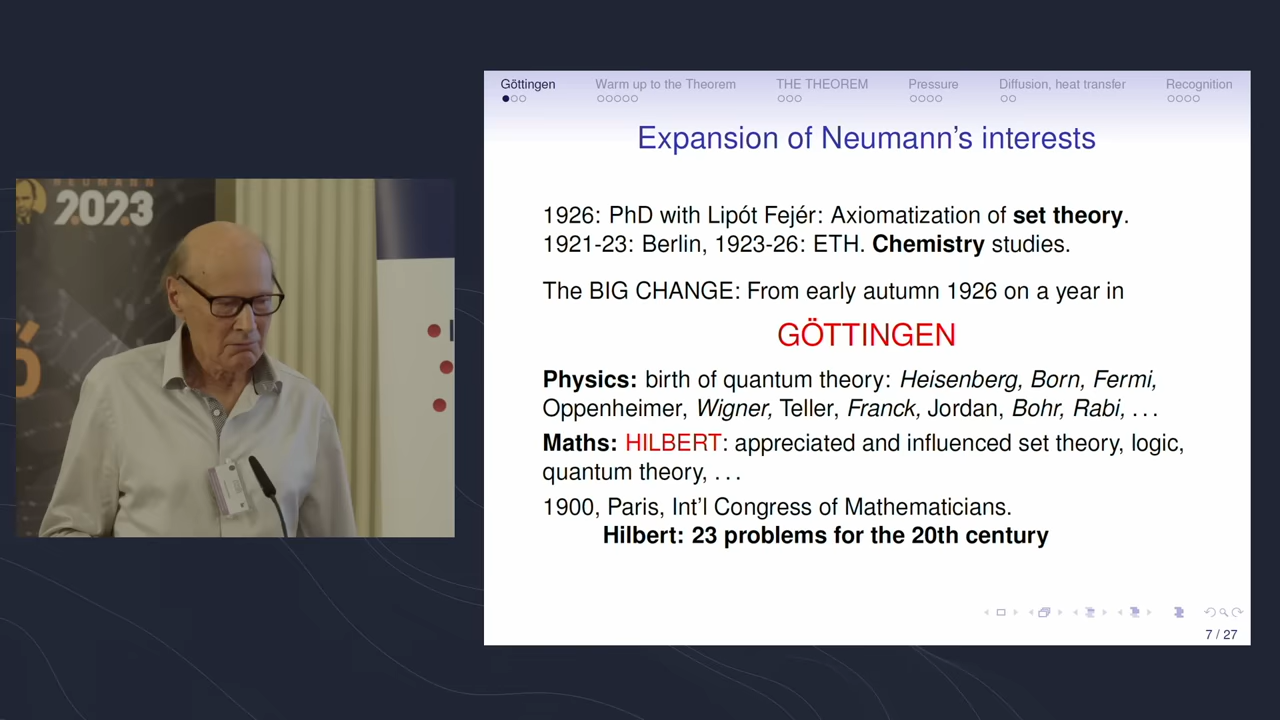 NEUMANN
2023
Göttingen
Warm up to the Theorem
THE THEOREM
Pressure
Diffusion, heat transfer
Recognition
Expansion of Neumann's interests
1926: PhD with Lipót Fejér: Axiomatization of set theory.
1921-23: Berlin, 1923-26: ETH. Chemistry studies.
The BIG CHANGE: From early autumn 1926 on a year in
GÖTTINGEN
Physics: birth of quantum theory: Heisenberg, Born, Fermi,
Oppenheimer, Wigner, Teller, Franck, Jordan, Bohr, Rabi, ...
Maths: HILBERT: appreciated and influenced set theory, logic,
quantum theory, ...
1900, Paris, Int'l Congress of Mathematicians.
Hilbert: 23 problems for the 20th century
7 / 27